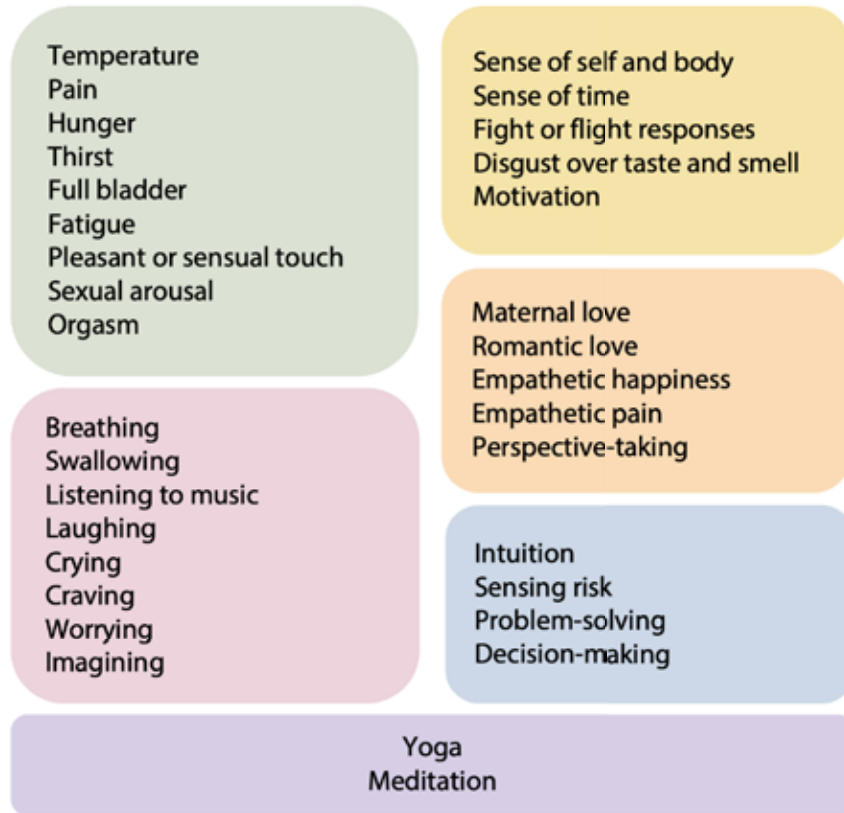 Temperature
Pain
Hunger
Thirst
Full bladder
Fatigue
Pleasant or sensual touch
Sexual arousal
Orgasm
Breathing
Swallowing
Listening to music
Laughing
Crying
Craving
Worrying
Imagining
Sense of self and body
Sense of time
Fight or flight responses
Disgust over taste and smell
Motivation
Maternal love
Romantic love
Empathetic happiness
Empathetic pain
Perspective-taking
Intuition
Sensing risk
Problem-solving
Decision-making
Yoga
Meditation